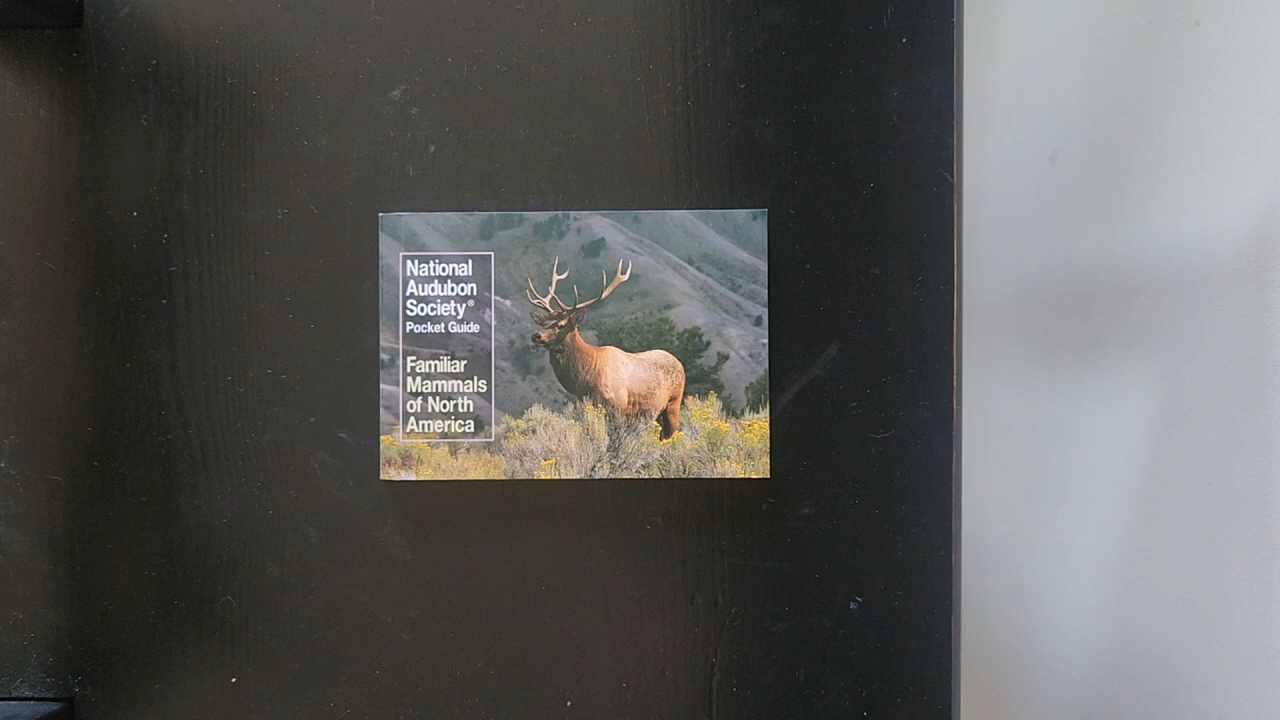 National
Audubon
Society®
Pocket Guide
Familiar
Mammals
of North
America